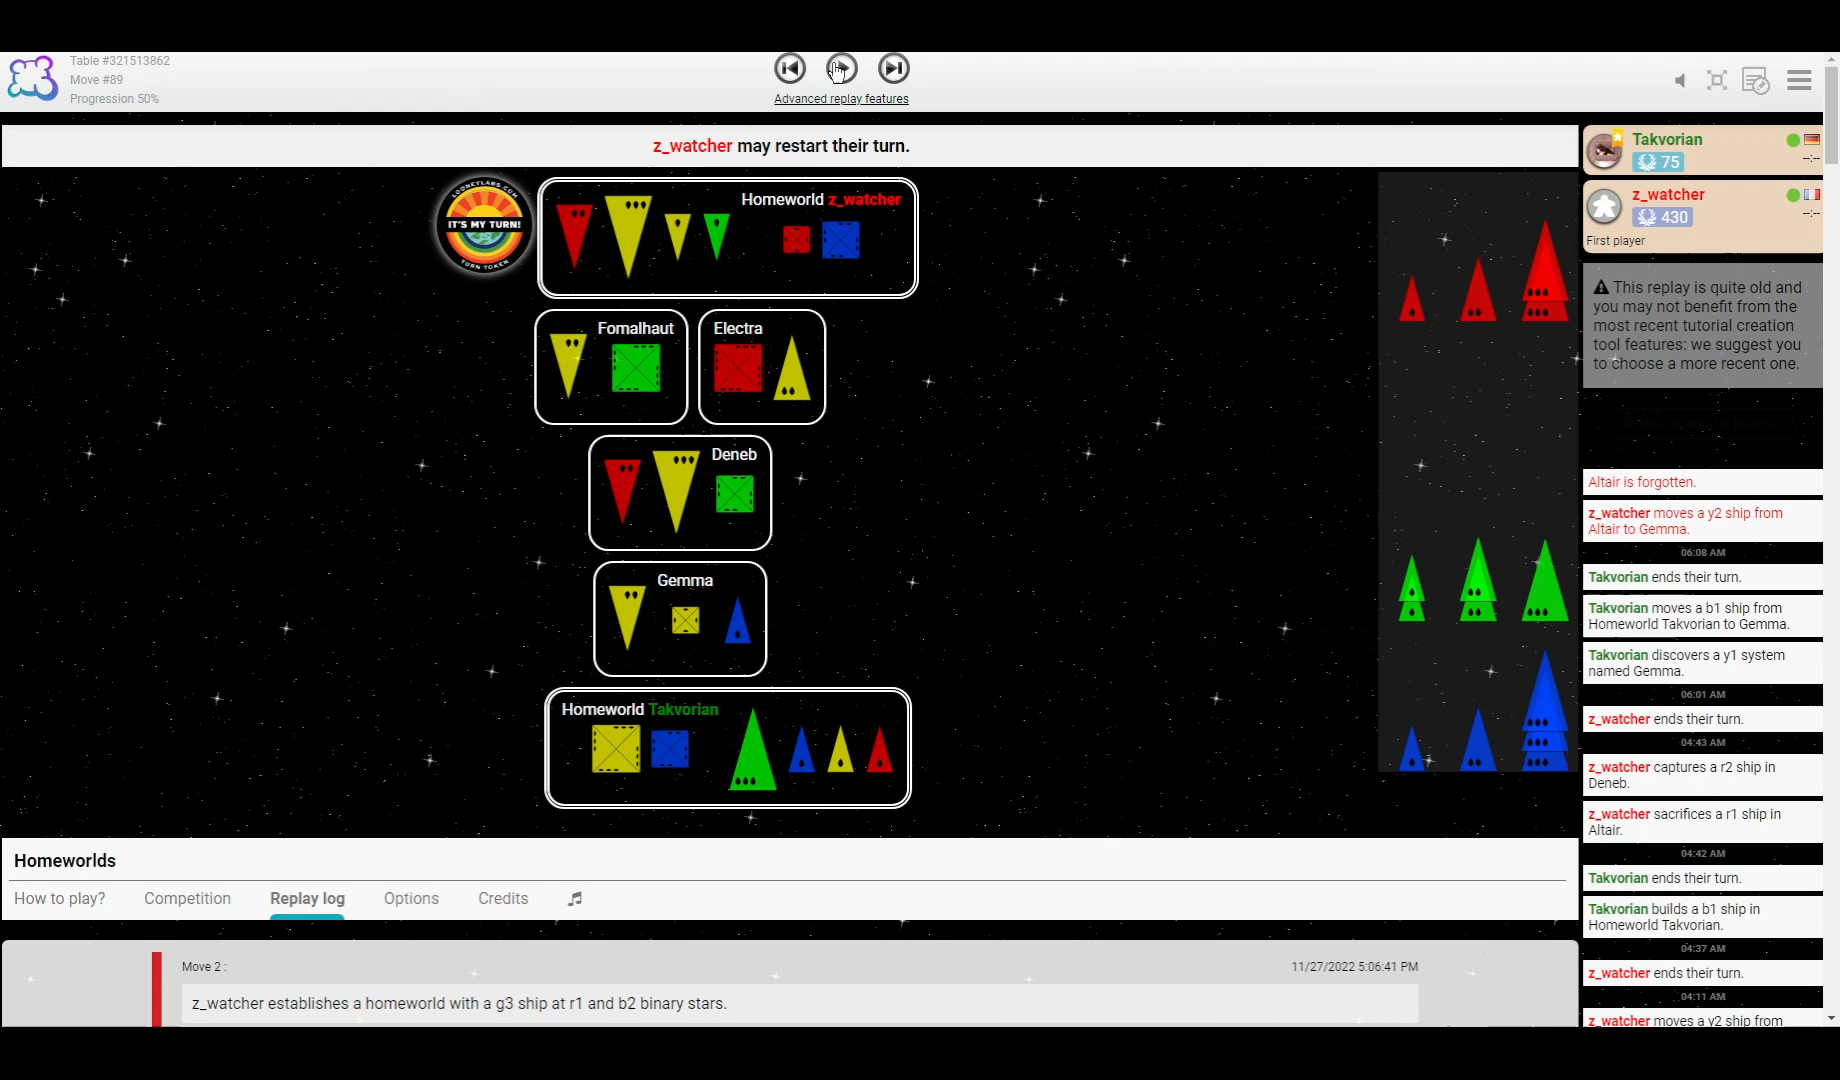 Table #321513862
Move #89
Progression 50%
Advanced replay features
z_watcher may restart their turn.
LOONEYLABS.COM
IT'S MY TURN!
TURN TOKEN
Homeworld z_watcher
Fomalhaut
Electra
Deneb
Gemma
Homeworld Takvorian
Takvorian
75
--:--
z_watcher
430
--:--
First player
This replay is quite old and
you may not benefit from the
most recent tutorial creation
tool features: we suggest you
to choose a more recent one.
Altair is forgotten.
z_watcher moves a y2 ship from
Altair to Gemma.
06:08 AM
Takvorian ends their turn.
Takvorian moves a b1 ship from
Homeworld Takvorian to Gemma.
Takvorian discovers a y1 system
named Gemma.
06:01 AM
z_watcher ends their turn.
04:43 AM
z_watcher captures a r2 ship in
Deneb.
z_watcher sacrifices a r1 ship in
Altair.
04:42 AM
Takvorian ends their turn.
Takvorian builds a b1 ship in
Homeworld Takvorian.
04:37 AM
z_watcher ends their turn.
04:11 AM
z_watcher moves a y2 ship from
Homeworlds
How to play?
Competition
Replay log
Options
Credits
Move 2 :
11/27/2022 5:06:41 PM
z_watcher establishes a homeworld with a g3 ship at r1 and b2 binary stars.